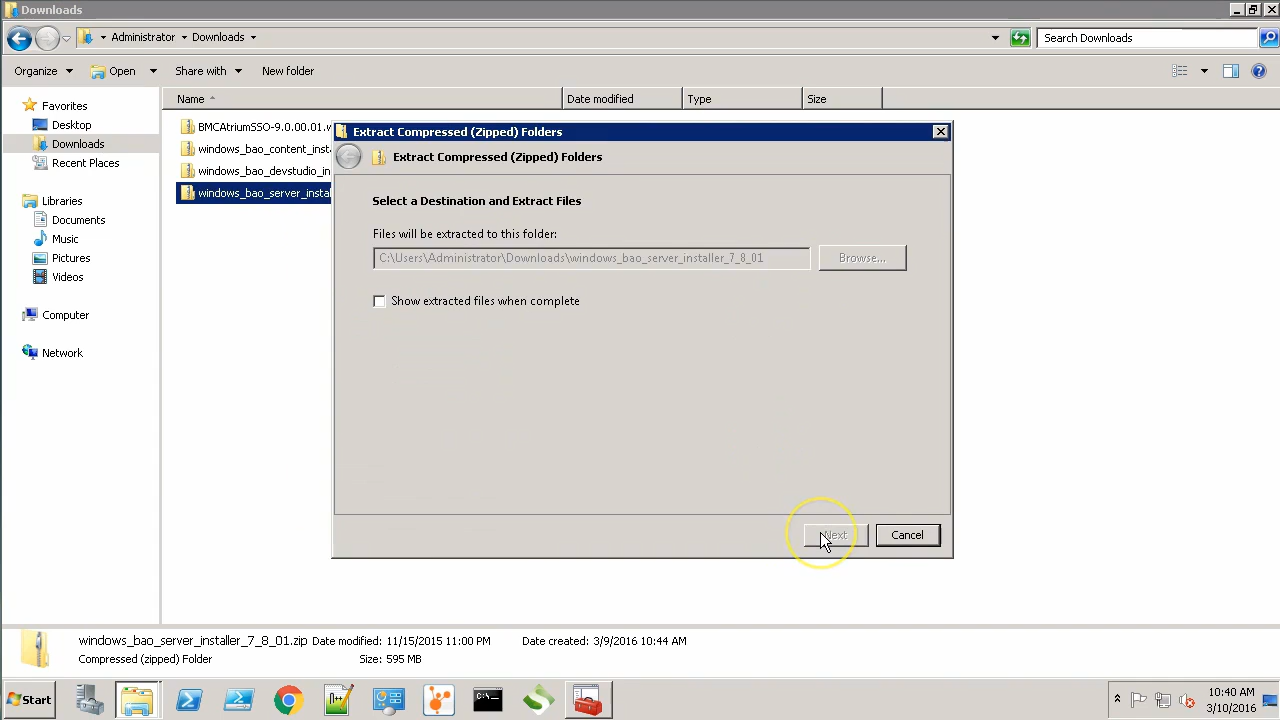 Downloads
Administrator Downloads
Search Downloads
Organize Open Share with New folder
Name Date modified Type Size
Favorites
Desktop
Downloads
Recent Places
Libraries
Documents
Music
Pictures
Videos
Computer
Network
BMCAtriumSSO-9.0.00.01.w
windows_bao_content_insta
windows_bao_devstudio_in
windows_bao_server_instal
Extract Compressed (Zipped) Folders
Extract Compressed (Zipped) Folders
Select a Destination and Extract Files
Files will be extracted to this folder:
C:\Users\Administrator\Downloads\windows_bao_server_installer_7_8_01
Browse...
Show extracted files when complete
Next Cancel
windows_bao_server_installer_7_8_01.zip Date modified: 11/15/2015 11:00 PM Date created: 3/9/2016 10:44 AM
Compressed (zipped) Folder Size: 595 MB
Start
10:40 AM
3/10/2016